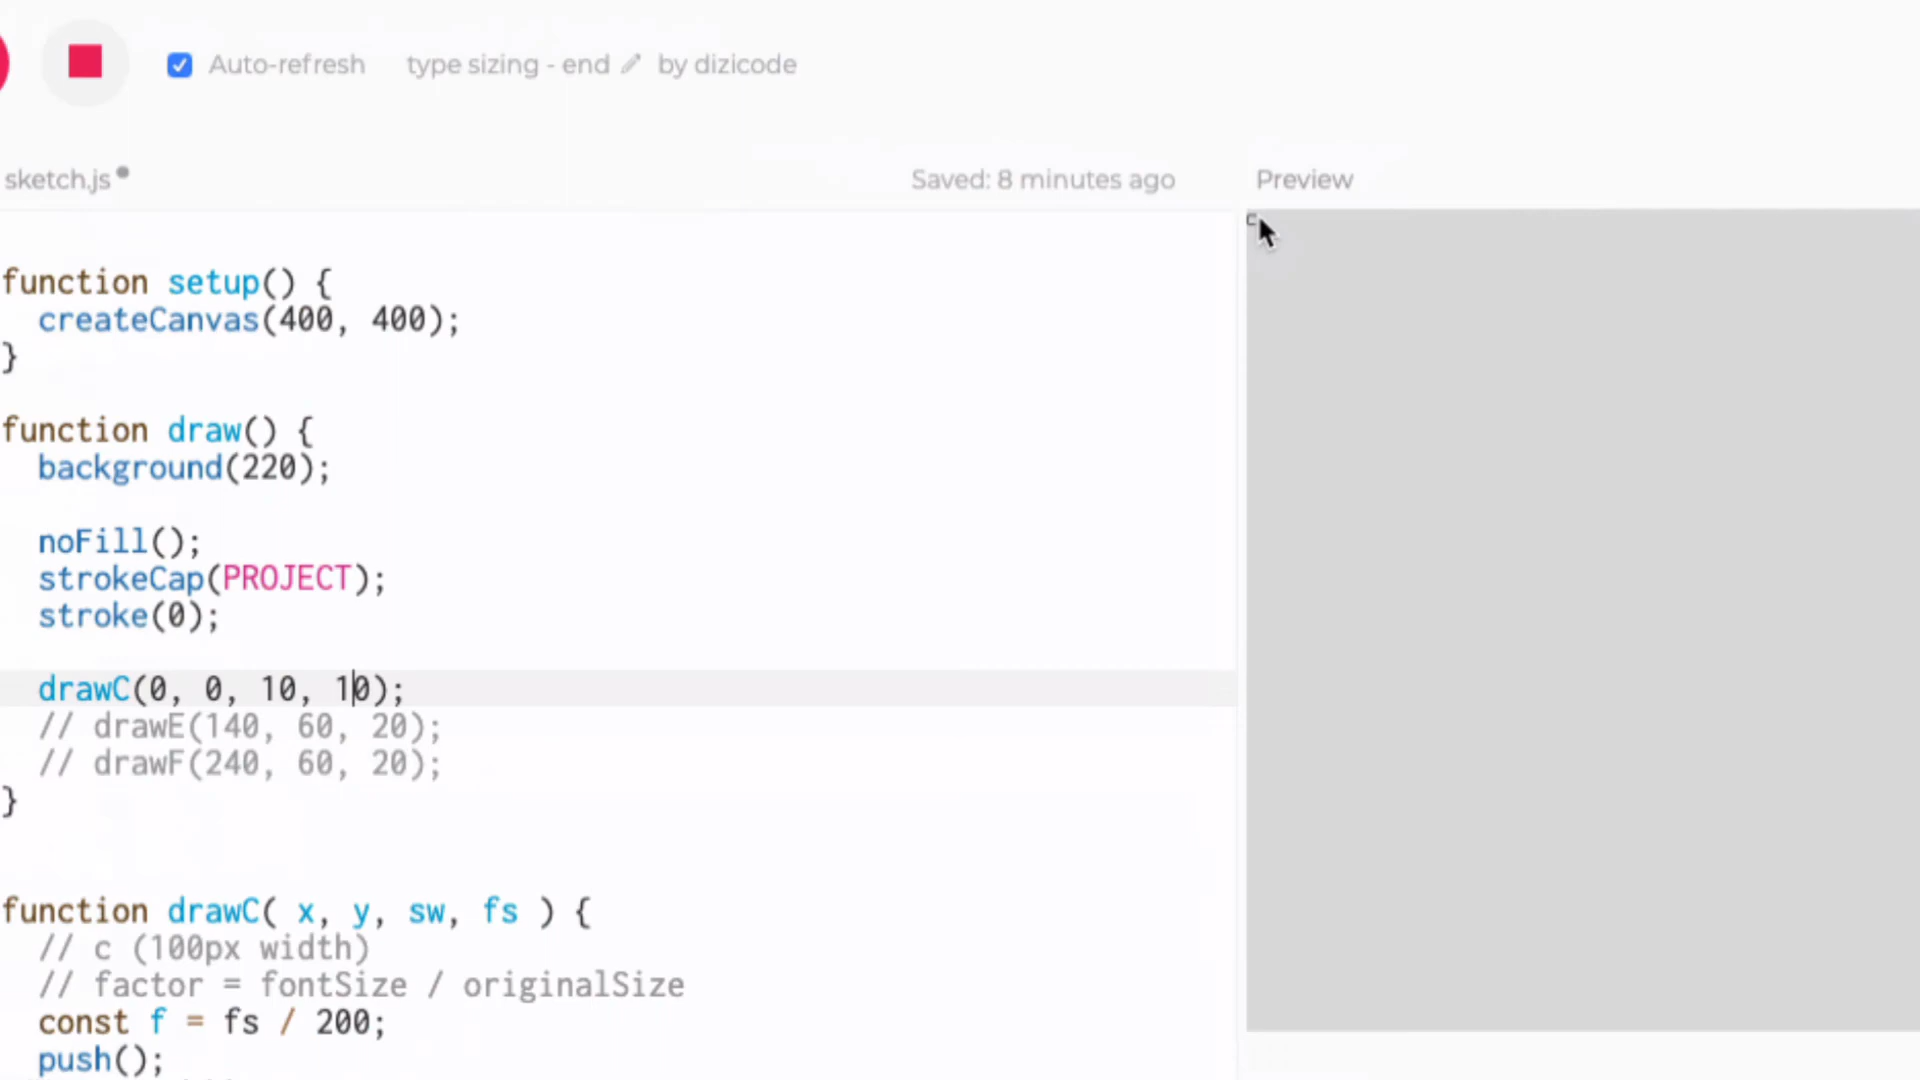 Auto-refresh type sizing - end by dizicode
sketch.js Saved: 8 minutes ago Preview
function setup() {
  createCanvas(400, 400);
}
function draw() {
  background(220);
  noFill();
  strokeCap(PROJECT);
  stroke(0);
  drawC(0, 0, 10, 10);
  // drawE(140, 60, 20);
  // drawF(240, 60, 20);
}
function drawC( x, y, sw, fs ) {
  // c (100px width)
  // factor = fontSize / originalSize
  const f = fs / 200;
  push();